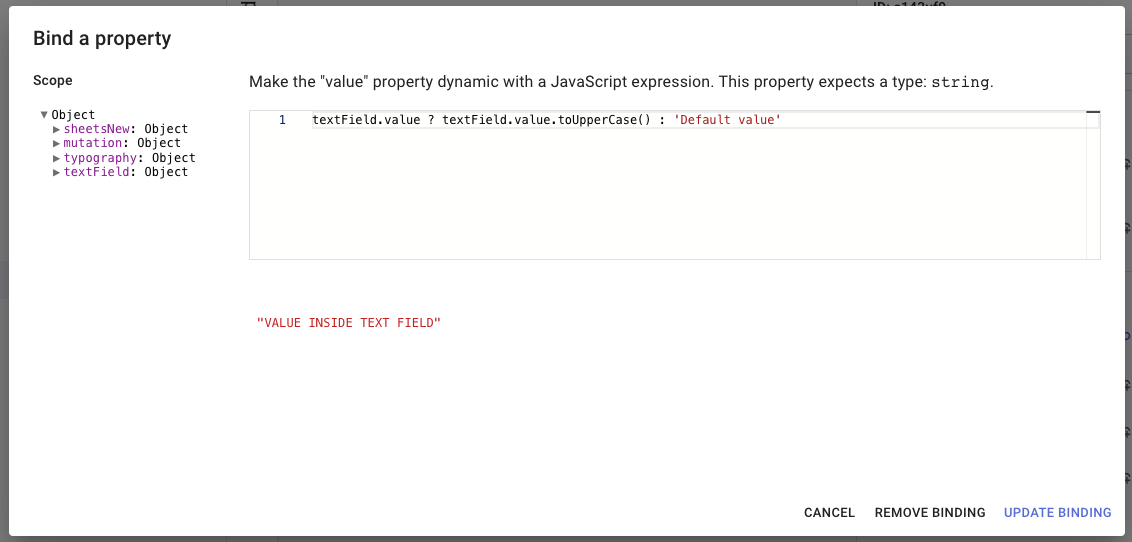 Bind a property
Scope
Make the "value" property dynamic with a JavaScript expression. This property expects a type: string.
▼Object
▶sheetsNew: Object
▶mutation: Object
▶typography: Object
▶textField: Object
1 textField.value ? textField.value.toUpperCase() : 'Default value'
"VALUE INSIDE TEXT FIELD"
CANCEL REMOVE BINDING UPDATE BINDING